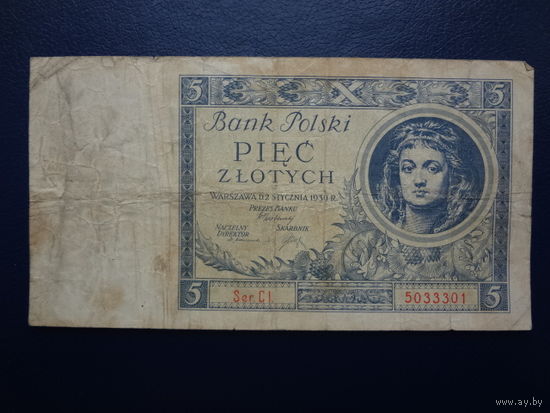 5 5
Bank Polski
PIĘĆ
ZŁOTYCH
WARSZAWA D. 2 STYCZNIA 1930 R.
PREZES BANKU
NACZELNY DYREKTOR
SKARBNIK
5 Ser. CI. 5033301 5
www.ay.by